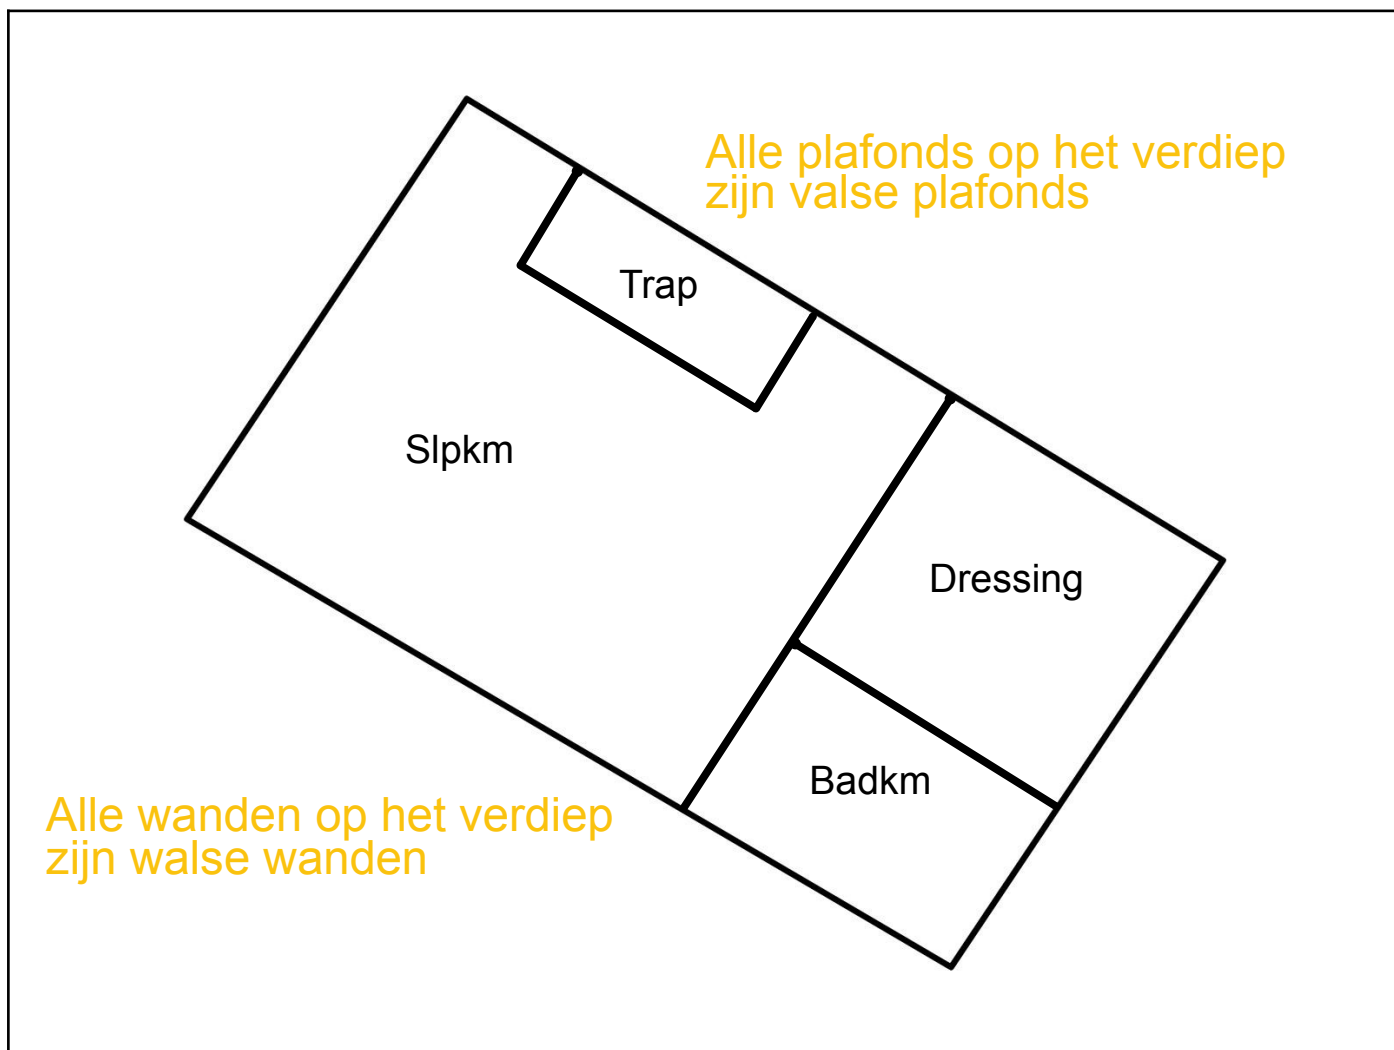 Alle plafonds op het verdiep
zijn valse plafonds
Trap
Slpkm
Dressing
Badkm
Alle wanden op het verdiep
zijn walse wanden